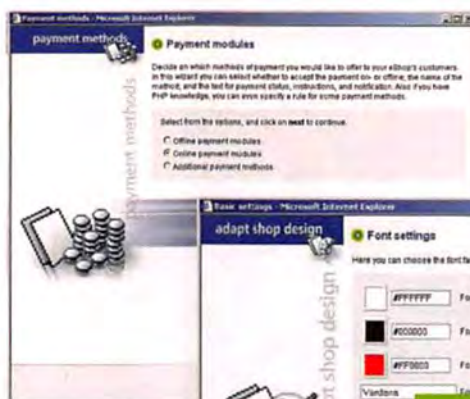 Payment methods - Microsoft Internet Explorer
payment methods
Payment modules
Decide on which methods of payment you would like to offer to your eShop's customers.
In this wizard you can select whether to accept the payment on- or offline, the name of the
method, and the text for payment status, instructions, and notification. Also if you have
PHP knowledge, you can even specify a rule for some payment methods.
Select from the options, and click on next to continue.
Offline payment modules
Online payment modules
Additional payment methods
payment methods
Basic settings - Microsoft Internet Explorer
adapt shop design
Font settings
Here you can choose the font fa
#FFFFFF Fo
#000000 Fo
#FF0000 Fo
Verdana Fo
pt shop design